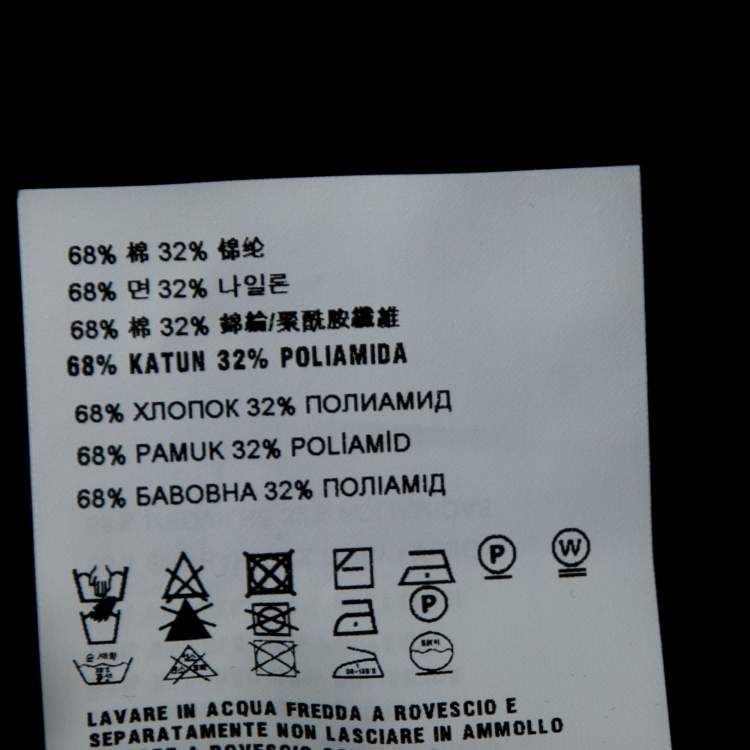 68% 棉 32% 锦纶
68% 면 32% 나일론
68% 棉 32% 錦綸/聚酰胺纖維
68% KATUN 32% POLIAMIDA
68% ХЛОПОК 32% ПОЛИАМИД
68% PAMUK 32% POLİAMİD
68% БАВОВНА 32% ПОЛІАМІД
P W
P
LAVARE IN ACQUA FREDDA A ROVESCIO E
SEPARATAMENTE NON LASCIARE IN AMMOLLO
A ROVESCIO